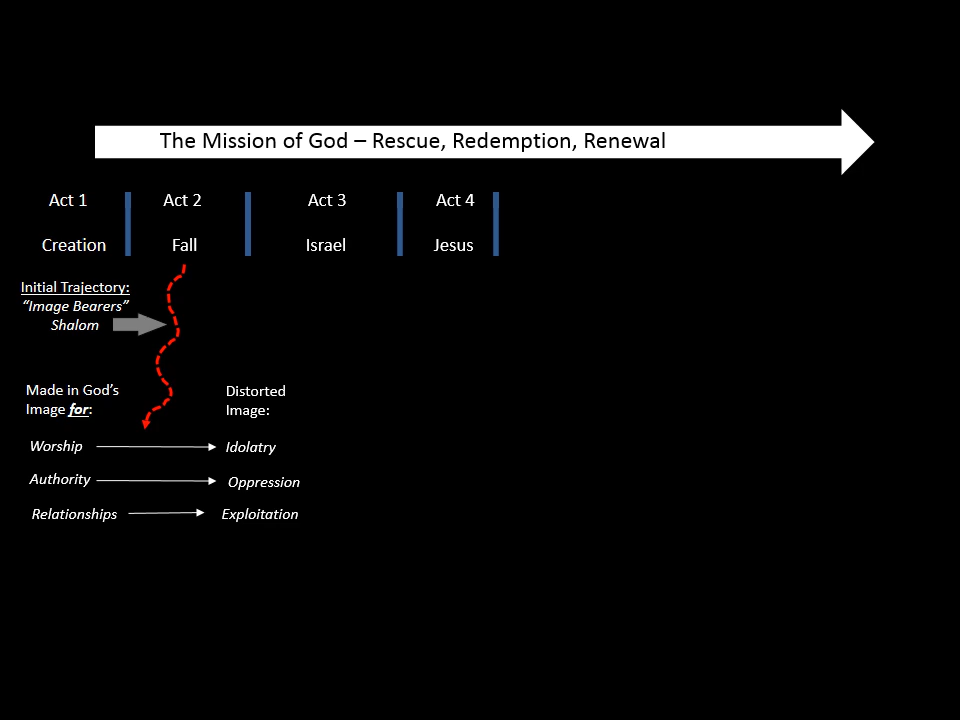 The Mission of God – Rescue, Redemption, Renewal
Act 1 Act 2 Act 3 Act 4
Creation Fall Israel Jesus
Initial Trajectory:
“Image Bearers”
Shalom
Made in God’s
Image for:
Distorted
Image:
Worship Idolatry
Authority Oppression
Relationships Exploitation